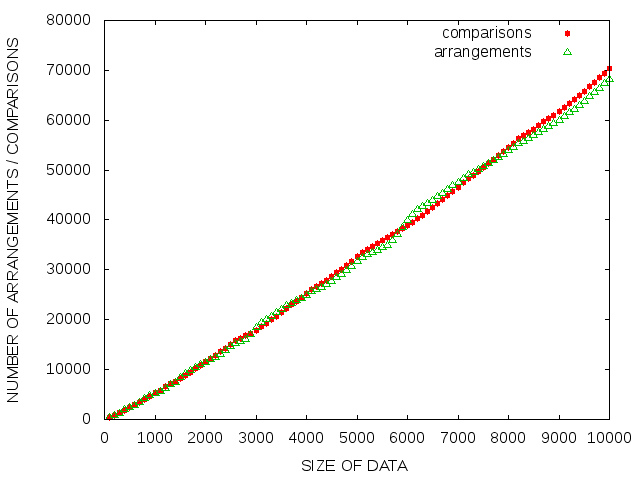 80000
70000
60000
50000
40000
30000
20000
10000
0
NUMBER OF ARRANGEMENTS / COMPARISONS
comparisons
arrangements
0 1000 2000 3000 4000 5000 6000 7000 8000 9000 10000
SIZE OF DATA